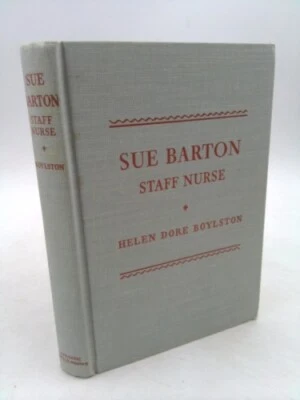 SUE
BARTON
STAFF
NURSE
BOYLSTON
SUE BARTON
STAFF NURSE
HELEN DORE BOYLSTON